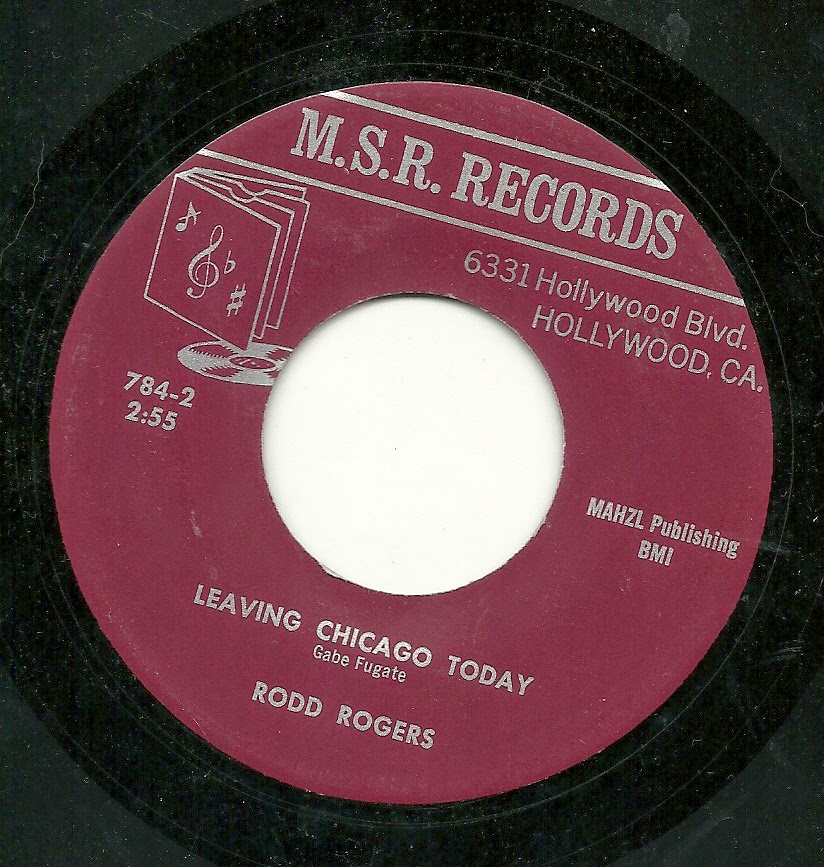 M.S.R. RECORDS
6331 Hollywood Blvd.
HOLLYWOOD, CA.
784-2
2:55
MAHZL Publishing
BMI
LEAVING CHICAGO TODAY
Gabe Fugate
RODD ROGERS